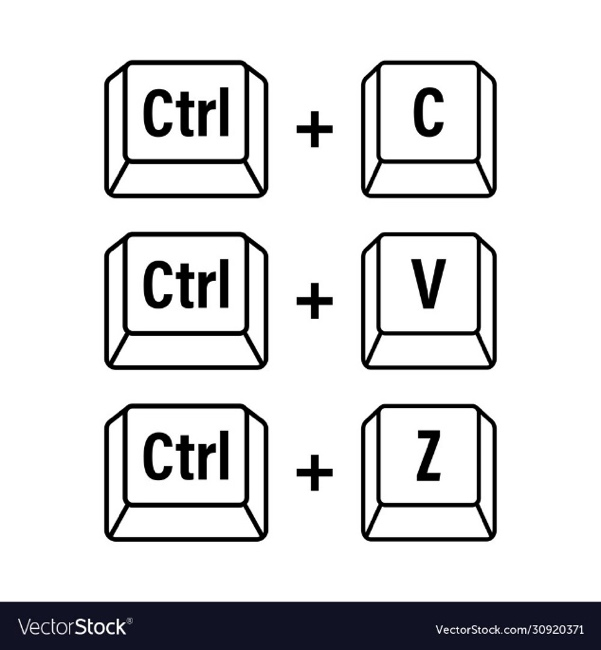 Ctrl + C
Ctrl + V
Ctrl + Z
VectorStock® VectorStock.com/30920371